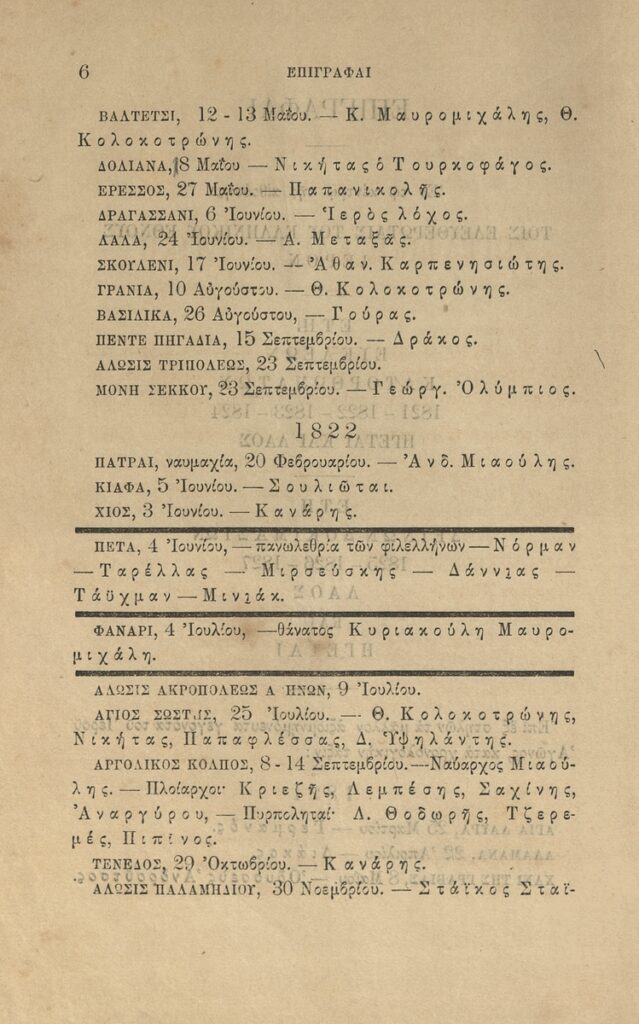 6 ΕΠΙΓΡΑΦΑΙ
ΒΑΛΤΕΤΣΙ, 12 - 13 Μαΐου. — Κ. Μαυρομιχάλης, Θ.
Κολοκοτρώνης.
ΔΟΛΙΑΝΑ, 8 Μαΐου — Νικήτας ὁ Τουρκοφάγος.
ΕΡΕΣΣΟΣ, 27 Μαΐου. — Παπανικολῆς.
ΔΡΑΓΑΣΣΑΝΙ, 6 Ἰουνίου. — Ἱερὸς λόχος.
ΛΑΛΑ, 24 Ἰουνίου. — Α. Μεταξᾶς.
ΣΚΟΥΛΕΝΙ, 17 Ἰουνίου. — Ἀθαν. Καρπενησιώτης.
ΓΡΑΝΙΑ, 10 Αὐγούστου. — Θ. Κολοκοτρώνης.
ΒΑΣΙΛΙΚΑ, 26 Αὐγούστου, — Γούρας.
ΠΕΝΤΕ ΠΗΓΑΔΙΑ, 15 Σεπτεμβρίου. — Δράκος.
ΑΛΩΣΙΣ ΤΡΙΠΟΛΕΩΣ, 23 Σεπτεμβρίου.
ΜΟΝΗ ΣΕΚΚΟΥ, 23 Σεπτεμβρίου. — Γεώργ. Ὀλύμπιος.
1822
ΠΑΤΡΑΙ, ναυμαχία, 20 Φεβρουαρίου. — Ἀνδ. Μιαούλης.
ΚΙΑΦΑ, 5 Ἰουνίου. — Σουλιῶται.
ΧΙΟΣ, 3 Ἰουνίου. — Κανάρης.
ΠΕΤΑ, 4 Ἰουνίου, — πανωλεθρία τῶν φιλελλήνων — Νόρμαν
— Ταρέλλας — Μιρσεύσκης — Δάννιας —
Τάϋχμαν — Μινιάκ.
ΦΑΝΑΡΙ, 4 Ἰουλίου, — θάνατος Κυριακούλη Μαυρο-
μιχάλη.
ΑΛΩΣΙΣ ΑΚΡΟΠΟΛΕΩΣ Α ΗΝΩΝ, 9 Ἰουλίου.
ΑΓΙΟΣ ΣΩΣΤΗΣ, 25 Ἰουλίου. — Θ. Κολοκοτρώνης,
Νικήτας, Παπαφλέσσας, Δ. Ὑψηλάντης.
ΑΡΓΟΛΙΚΟΣ ΚΟΛΠΟΣ, 8 - 14 Σεπτεμβρίου. — Ναύαρχος Μιαού-
λης. — Πλοίαρχοι· Κριεζῆς, Λεμπέσης, Σαχίνης,
Ἀναργύρου, — Πυρποληταί· Λ. Θοδωρῆς, Τζερε-
μές, Πιπῖνος.
ΤΕΝΕΔΟΣ, 29 Ὀκτωβρίου. — Κανάρης.
ΑΛΩΣΙΣ ΠΑΛΑΜΗΔΙΟΥ, 30 Νοεμβρίου. — Στάϊκος Σταϊ-